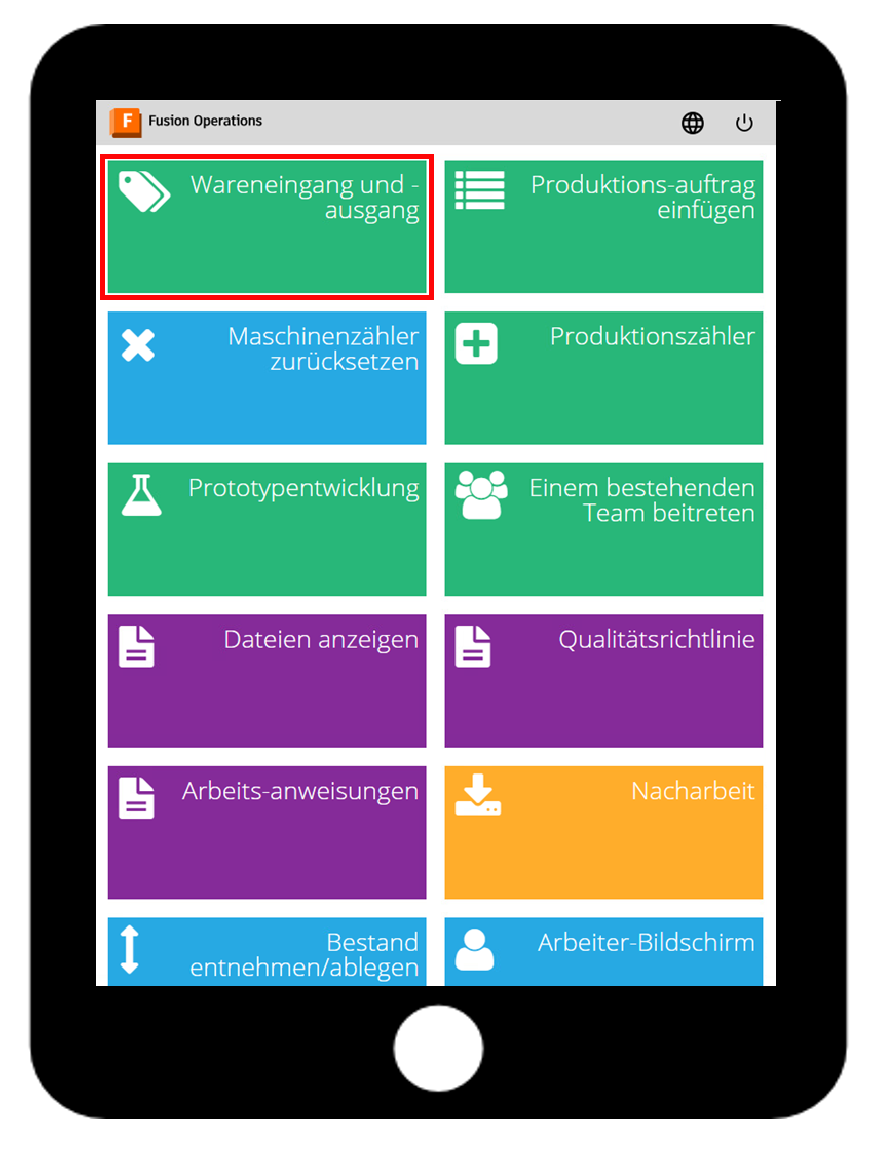 F Fusion Operations
Wareneingang und -
ausgang
Produktions-auftrag
einfügen
Maschinenzähler
zurücksetzen
Produktionszähler
Prototypentwicklung
Einem bestehenden
Team beitreten
Dateien anzeigen
Qualitätsrichtlinie
Arbeits-anweisungen
Nacharbeit
Bestand
entnehmen/ablegen
Arbeiter-Bildschirm